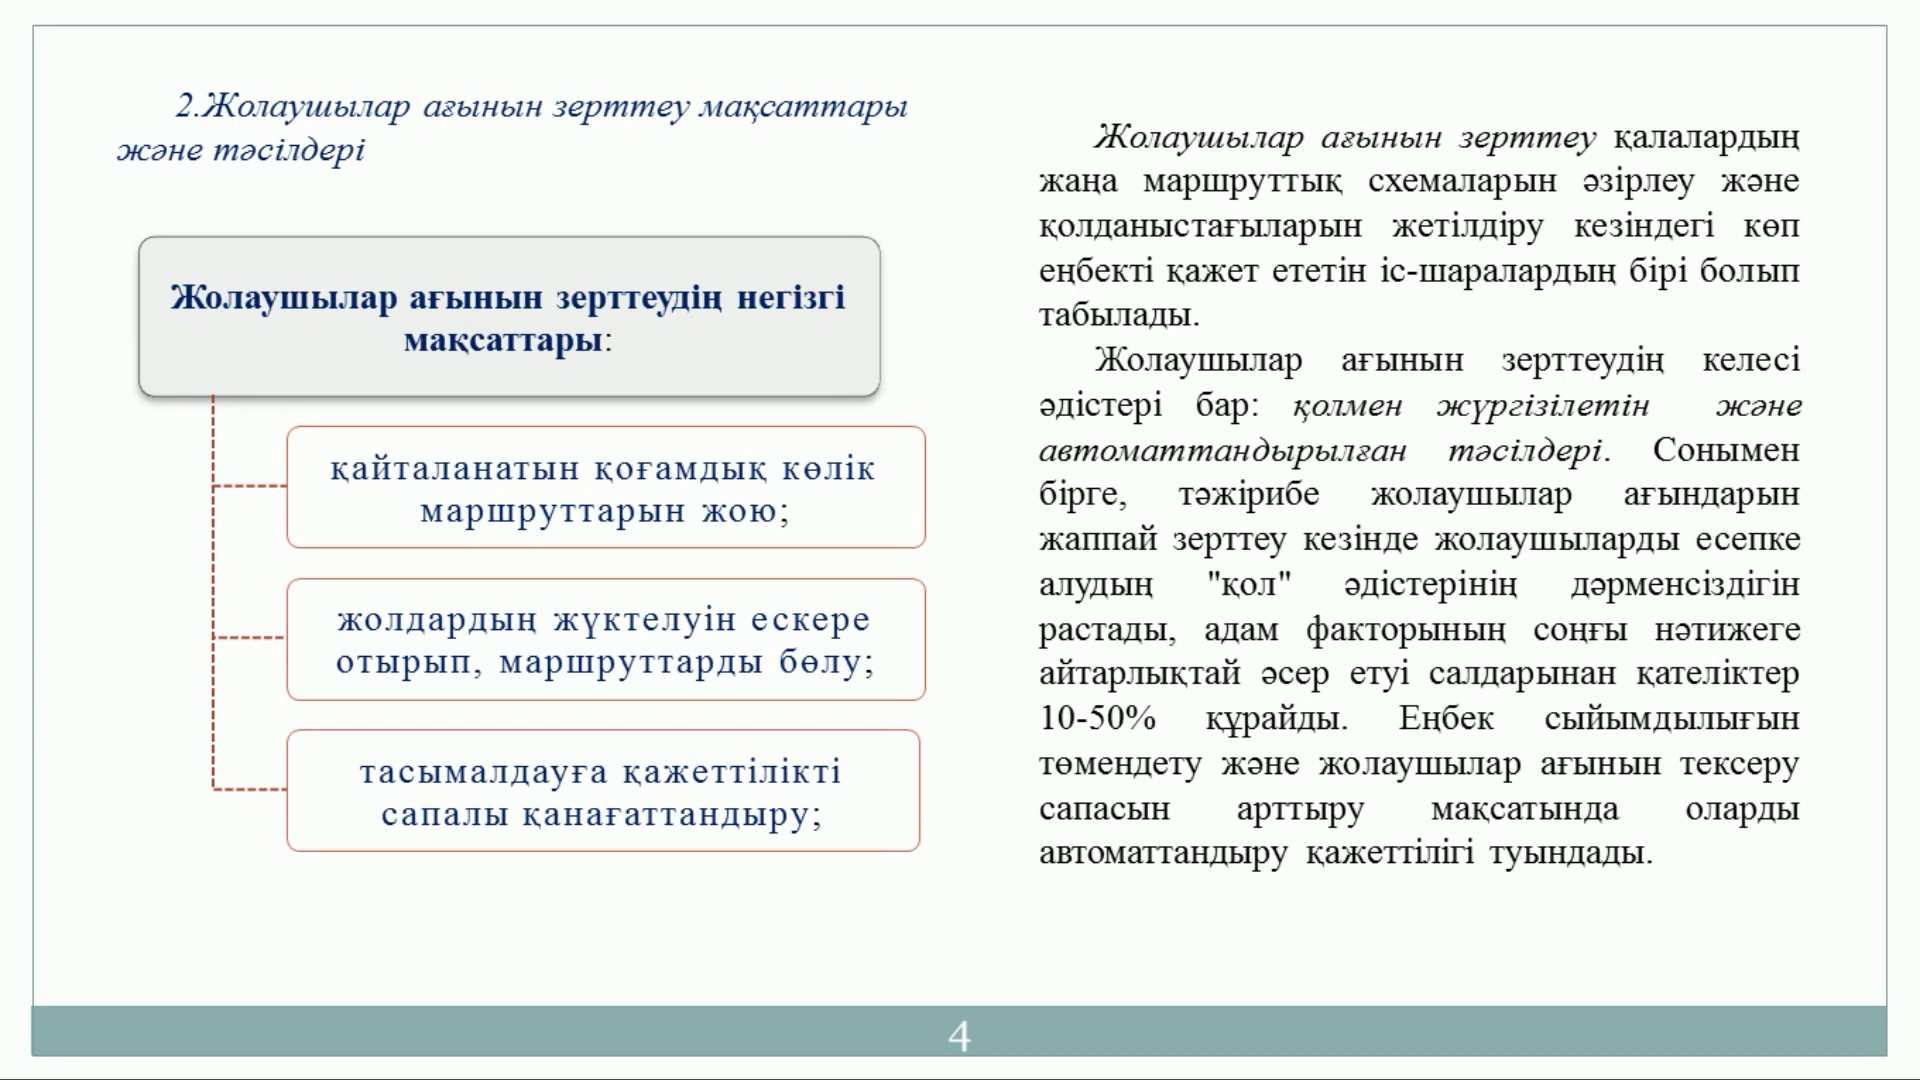 2.Жолаушылар ағынын зерттеу мақсаттары
және тәсілдері
Жолаушылар ағынын зерттеудің негізгі
мақсаттары:
қайталанатын қоғамдық көлік
маршруттарын жою;
жолдардың жүктелуін ескере
отырып, маршруттарды бөлу;
тасымалдауға қажеттілікті
сапалы қанағаттандыру;
Жолаушылар ағынын зерттеу қалалардың
жаңа маршруттық схемаларын әзірлеу және
қолданыстағыларын жетілдіру кезіндегі көп
еңбекті қажет ететін іс-шаралардың бірі болып
табылады.
Жолаушылар ағынын зерттеудің келесі
әдістері бар: қолмен жүргізілетін және
автоматтандырылған тәсілдері. Сонымен
бірге, тәжірибе жолаушылар ағындарын
жаппай зерттеу кезінде жолаушыларды есепке
алудың "қол" әдістерінің дәрменсіздігін
растады, адам факторының соңғы нәтижеге
айтарлықтай әсер етуі салдарынан қателіктер
10-50% құрайды. Еңбек сыйымдылығын
төмендету және жолаушылар ағынын тексеру
сапасын арттыру мақсатында оларды
автоматтандыру қажеттілігі туындады.
4